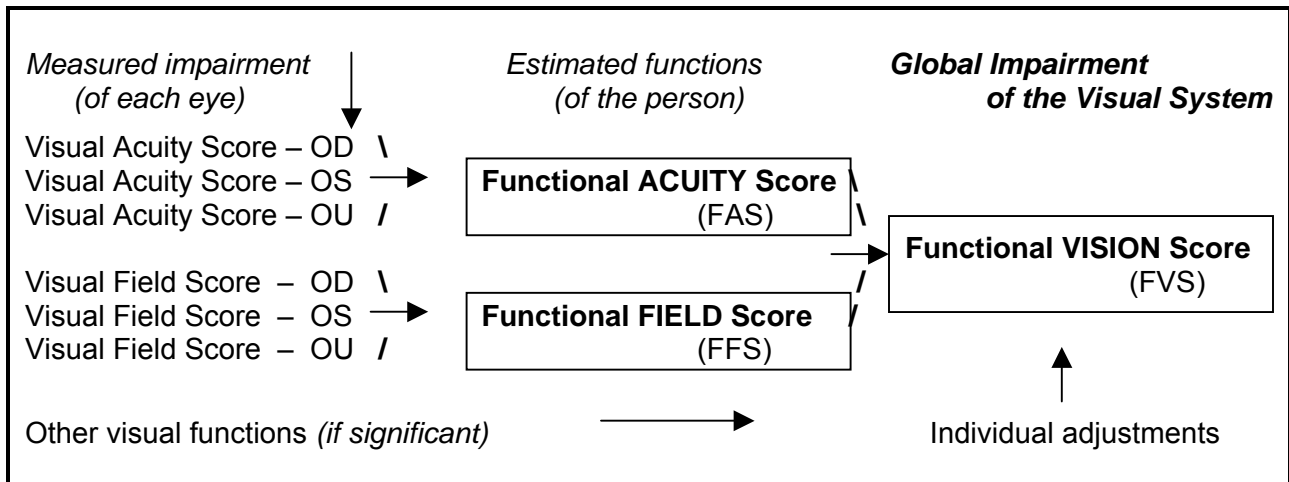 Measured impairment
(of each eye)
Estimated functions
(of the person)
Global Impairment
of the Visual System
Visual Acuity Score – OD \
Visual Acuity Score – OS
Visual Acuity Score – OU /
Functional ACUITY Score \
(FAS) \
Visual Field Score – OD \
Visual Field Score – OS
Visual Field Score – OU /
Functional FIELD Score /
(FFS)
Functional VISION Score
(FVS)
Other visual functions (if significant)
Individual adjustments